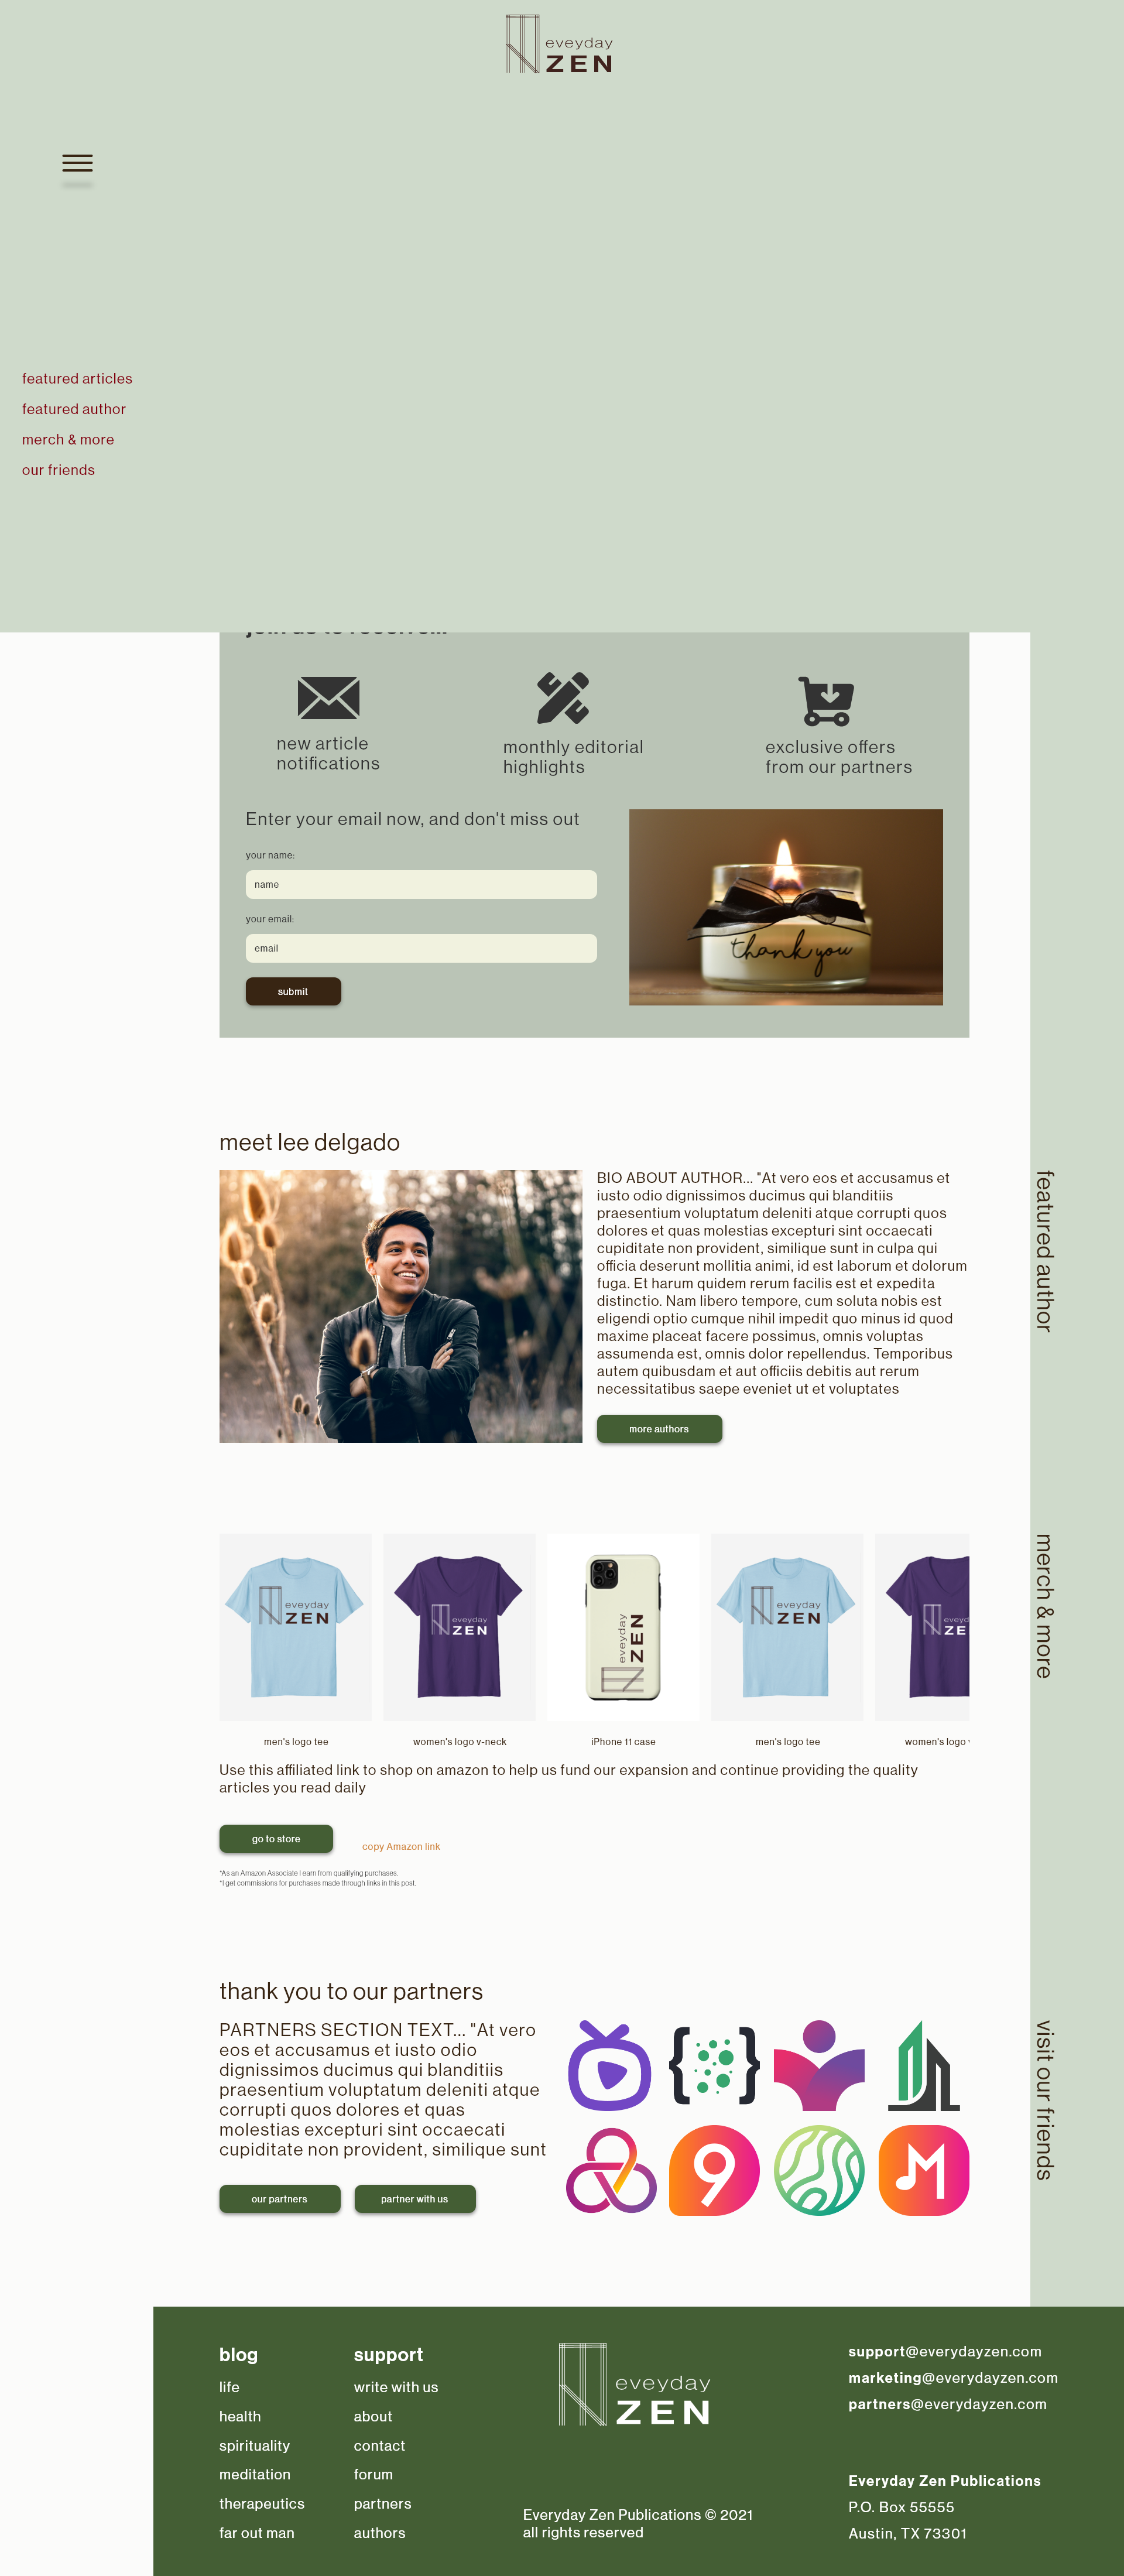 eveyday
ZEN
featured articles
featured author
merch & more
our friends
new article
notifications
monthly editorial
highlights
exclusive offers
from our partners
Enter your email now, and don't miss out
your name:
name
your email:
email
submit
thank you
meet lee delgado
BIO ABOUT AUTHOR... "At vero eos et accusamus et
iusto odio dignissimos ducimus qui blanditiis
praesentium voluptatum deleniti atque corrupti quos
dolores et quas molestias excepturi sint occaecati
cupiditate non provident, similique sunt in culpa qui
officia deserunt mollitia animi, id est laborum et dolorum
fuga. Et harum quidem rerum facilis est et expedita
distinctio. Nam libero tempore, cum soluta nobis est
eligendi optio cumque nihil impedit quo minus id quod
maxime placeat facere possimus, omnis voluptas
assumenda est, omnis dolor repellendus. Temporibus
autem quibusdam et aut officiis debitis aut rerum
necessitatibus saepe eveniet ut et voluptates
more authors
featured author
eveyday
ZEN
eveyday
ZEN
eveyday
ZEN
eveyday
ZEN
men's logo tee
women's logo v-neck
iPhone 11 case
men's logo tee
women's logo
merch & more
Use this affiliated link to shop on amazon to help us fund our expansion and continue providing the quality
articles you read daily
go to store
copy Amazon link
*As an Amazon Associate I earn from qualifying purchases.
*I get commissions for purchases made through links in this post.
thank you to our partners
PARTNERS SECTION TEXT... "At vero
eos et accusamus et iusto odio
dignissimos ducimus qui blanditiis
praesentium voluptatum deleniti atque
corrupti quos dolores et quas
molestias excepturi sint occaecati
cupiditate non provident, similique sunt
our partners
partner with us
9
M
visit our friends
blog
life
health
spirituality
meditation
therapeutics
far out man
support
write with us
about
contact
forum
partners
authors
eveyday
ZEN
Everyday Zen Publications © 2021
all rights reserved
support@everydayzen.com
marketing@everydayzen.com
partners@everydayzen.com
Everyday Zen Publications
P.O. Box 55555
Austin, TX 73301